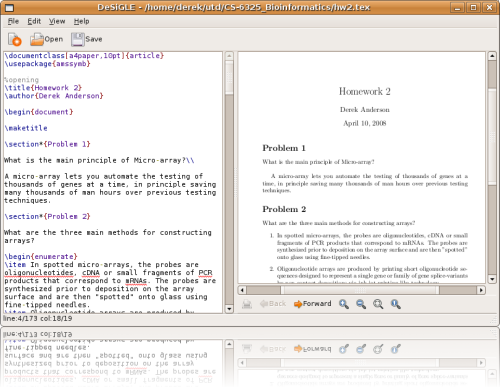 DeSiGLE - /home/derek/utd/CS-6325_Bioinformatics/hw2.tex
File Edit View Help
Open Save
\documentclass[a4paper,10pt]{article}
\usepackage{amssymb}
%opening
\title{Homework 2}
\author{Derek Anderson}
\begin{document}
\maketitle
\section*{Problem 1}
What is the main principle of Micro-array?\\
A micro-array lets you automate the testing of
thousands of genes at a time, in principle saving
many thousands of man hours over previous testing
techniques.
\section*{Problem 2}
What are the three main methods for constructing
arrays?
\begin{enumerate}
\item In spotted micro-arrays, the probes are
oligonucleotides, cDNA or small fragments of PCR
products that correspond to mRNAs. The probes are
synthesized prior to deposition on the array
surface and are then "spotted" onto glass using
fine-tipped needles.
\item Oligonucleotide arrays are produced by
line:4/173 col:18/19
Homework 2
Derek Anderson
April 10, 2008
Problem 1
What is the main principle of Micro-array?
A micro-array lets you automate the testing of thousands of genes at a
time, in principle saving many thousands of man hours over previous testing
techniques.
Problem 2
What are the three main methods for constructing arrays?
1. In spotted micro-arrays, the probes are oligonucleotides, cDNA or small
fragments of PCR products that correspond to mRNAs. The probes are
synthesized prior to deposition on the array surface and are then "spotted"
onto glass using fine-tipped needles.
2. Oligonucleotide arrays are produced by printing short oligonucleotide se-
quences designed to represent a single gene or family of gene splice-variants
Back Forward